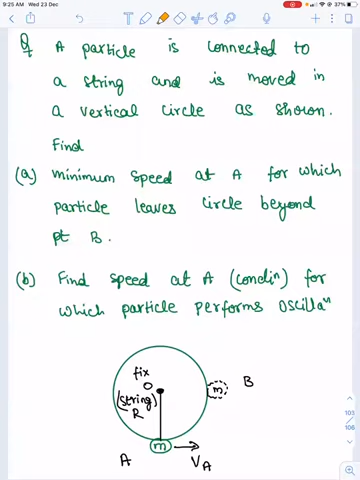 9:25 AM Wed 23 Dec
37%
Q A particle is connected to
a string and is moved in
a vertical circle as shown.
Find
(a) minimum speed at A for which
particle leaves circle beyond
pt B.
(b) Find speed at A (condiⁿ) for
which particle performs oscillaⁿ
fix
O
(string)
R
m
B
m
A
V_A
103
106